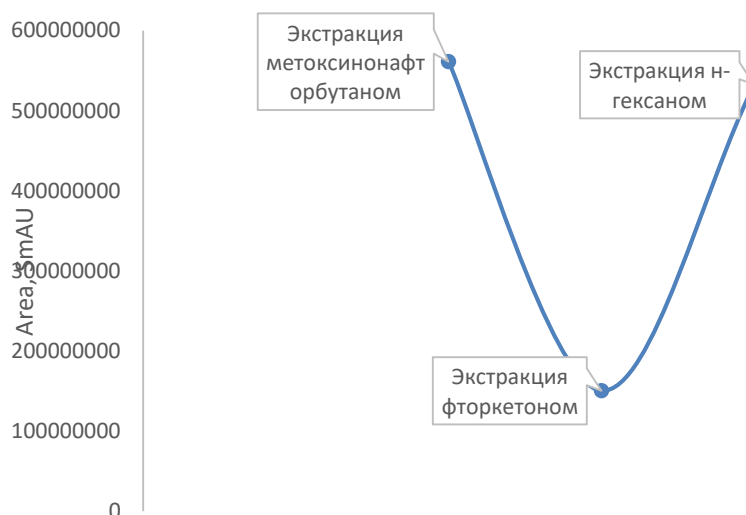 600000000
500000000
400000000
300000000
200000000
100000000
0
Area, SmAU
Экстракция
метоксинонафт
орбутаном
Экстракция н-
гексаном
Экстракция
фторкетоном